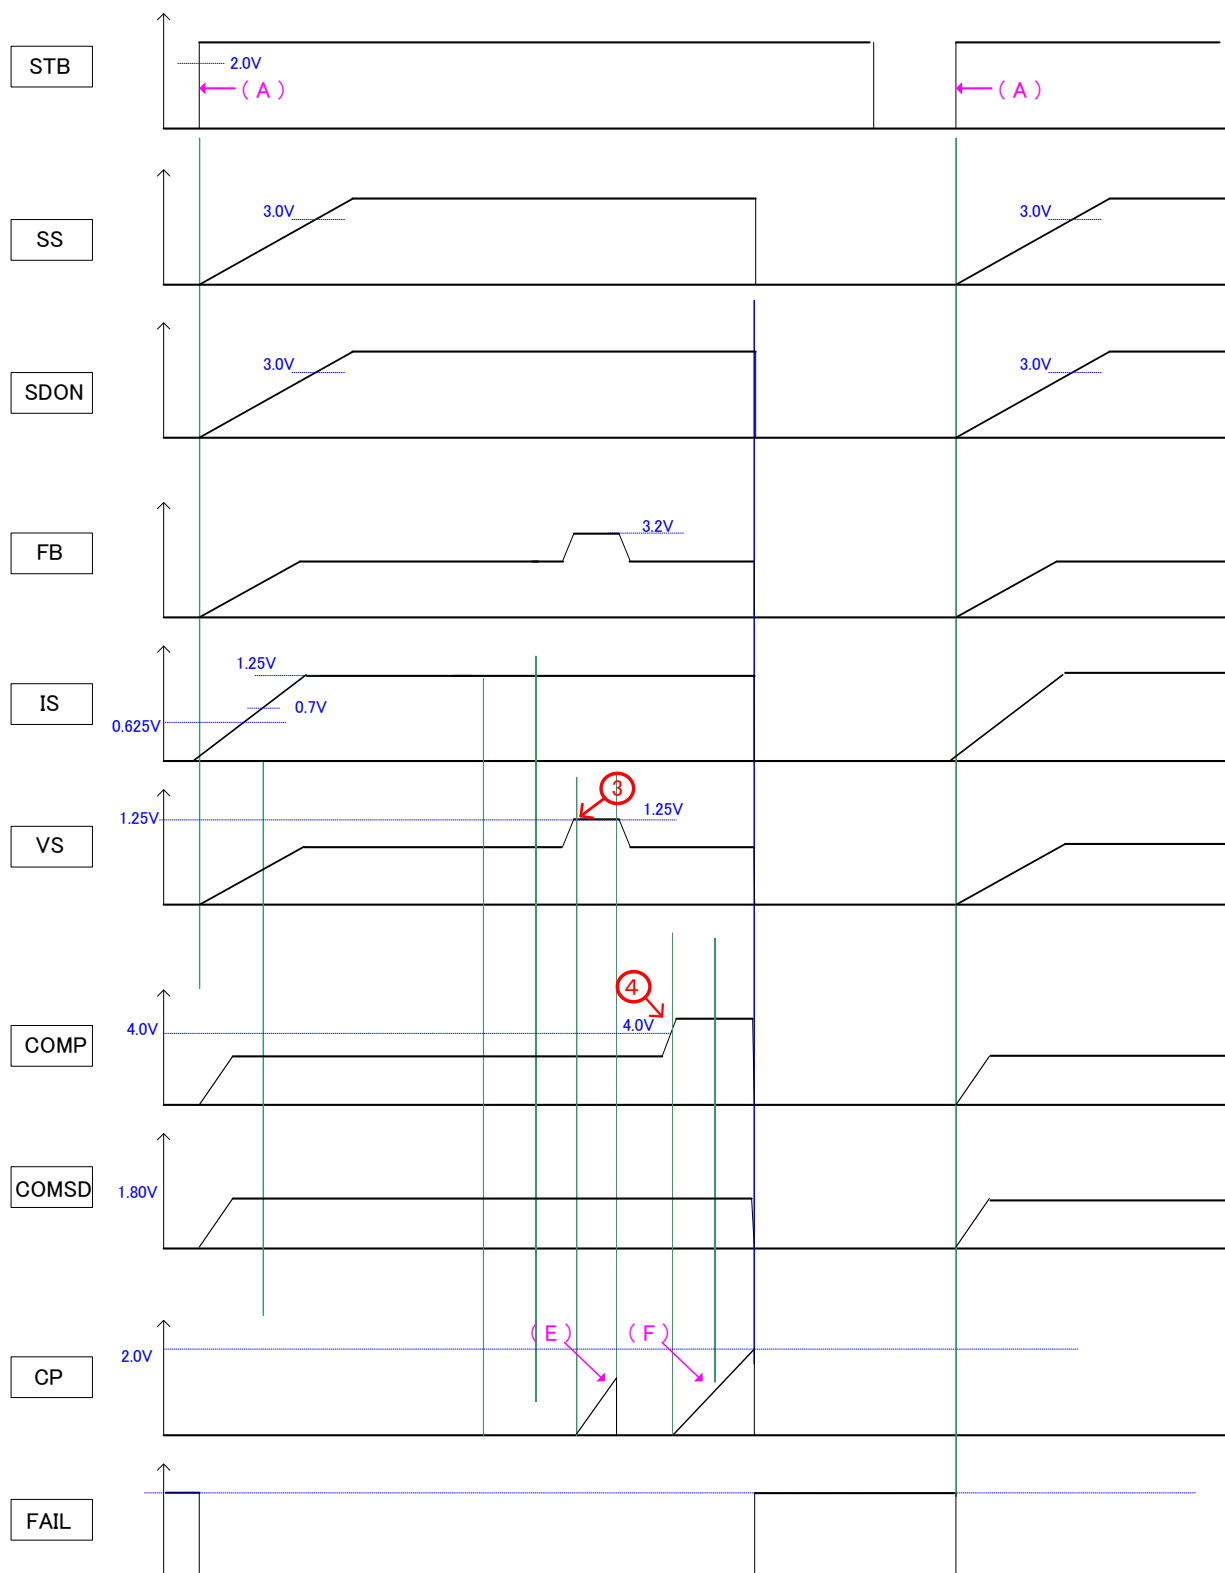 STB
2.0V
(A)
(A)
SS
3.0V
3.0V
SDON
3.0V
3.0V
FB
3.2V
IS
1.25V
0.7V
0.625V
VS
1.25V
③
1.25V
COMP
4.0V
④
4.0V
COMSD
1.80V
CP
2.0V
(E)
(F)
FAIL